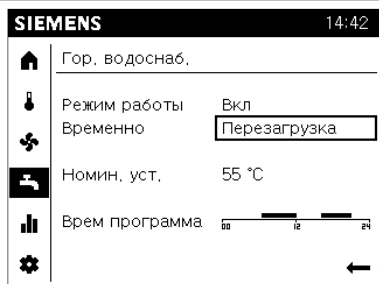 SIEMENS 14:42
Гор. водоснаб.
Режим работы Вкл
Временно Перезагрузка
Номин. уст. 55 °C
Врем программа 00 12 24